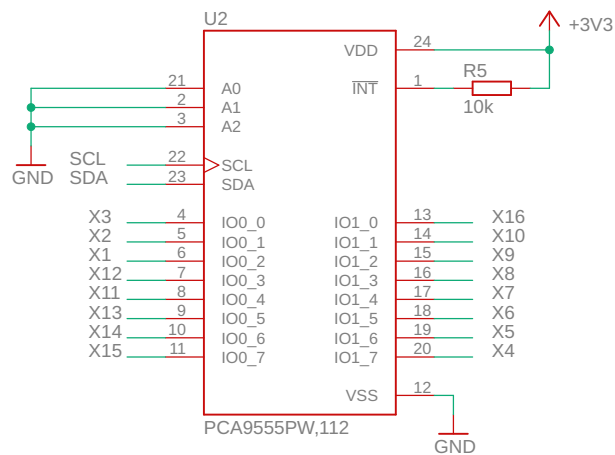 U2
+3V3
VDD 24
21 A0
INT 1
R5
10k
2 A1
3 A2
GND
SCL 22 SCL
SDA 23 SDA
X3 4 IO0_0 IO1_0 13 X16
X2 5 IO0_1 IO1_1 14 X10
X1 6 IO0_2 IO1_2 15 X9
X12 7 IO0_3 IO1_3 16 X8
X11 8 IO0_4 IO1_4 17 X7
X13 9 IO0_5 IO1_5 18 X6
X14 10 IO0_6 IO1_6 19 X5
X15 11 IO0_7 IO1_7 20 X4
VSS 12
PCA9555PW,112
GND